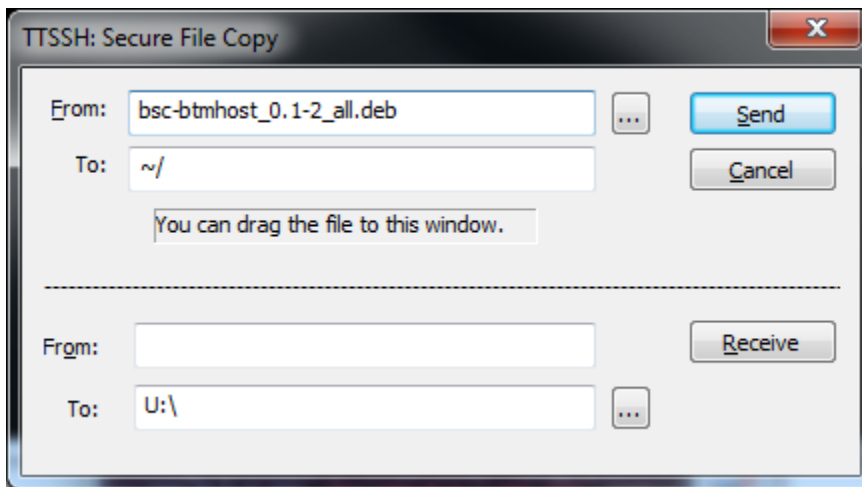 TTSSH: Secure File Copy
From: bsc-btmhost_0.1-2_all.deb ... Send
To: ~/ Cancel
You can drag the file to this window.
From: Receive
To: U:\ ...